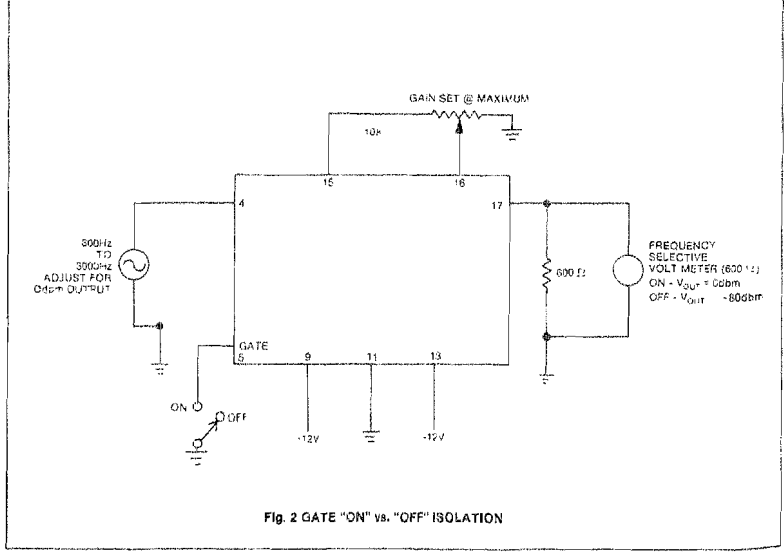 GAIN SET @ MAXIMUM
10k
15
16
4
17
300Hz
TO
3000Hz
ADJUST FOR
0dbm OUTPUT
600 Ω
FREQUENCY
SELECTIVE
VOLT METER (600 Ω)
ON - VOUT = 0dbm
OFF - VOUT -80dbm
GATE
5
9
11
13
ON
OFF
-12V
-12V
Fig. 2 GATE "ON" vs. "OFF" ISOLATION